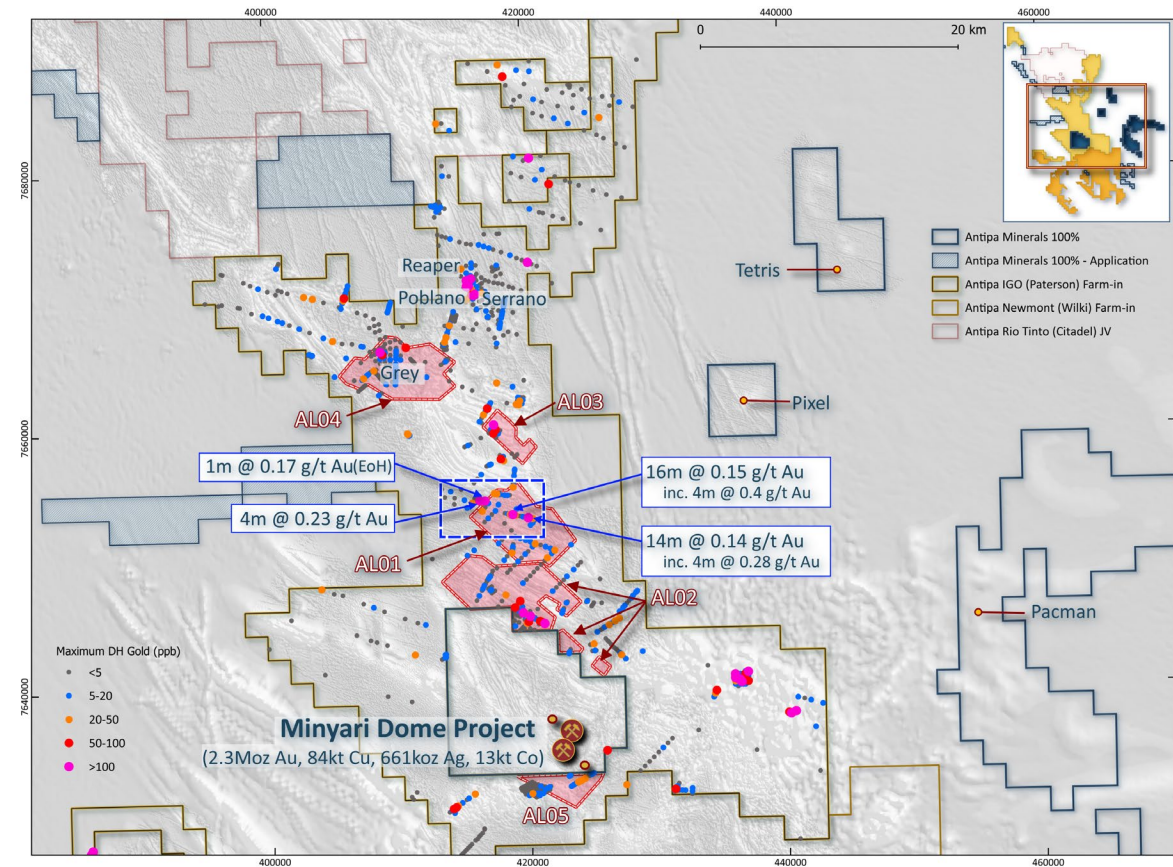 400000
420000
440000
460000
0
20 km
7680000
7660000
7640000
Antipa Minerals 100%
Antipa Minerals 100% - Application
Antipa IGO (Paterson) Farm-in
Antipa Newmont (Wilki) Farm-in
Antipa Rio Tinto (Citadel) JV
Reaper
Poblano
Serrano
Tetris
Grey
Pixel
AL04
AL03
1m @ 0.17 g/t Au(EoH)
4m @ 0.23 g/t Au
16m @ 0.15 g/t Au
inc. 4m @ 0.4 g/t Au
14m @ 0.14 g/t Au
inc. 4m @ 0.28 g/t Au
AL01
AL02
Pacman
Maximum DH Gold (ppb)
<5
5-20
20-50
50-100
>100
Minyari Dome Project
(2.3Moz Au, 84kt Cu, 661koz Ag, 13kt Co)
AL05
400000
420000
440000
460000